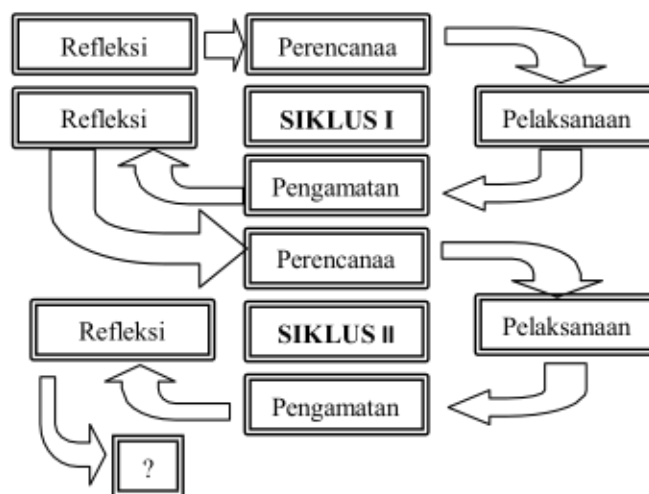 Refleksi
Perencanaa
Refleksi
SIKLUS I
Pelaksanaan
Pengamatan
Perencanaa
Refleksi
SIKLUS II
Pelaksanaan
Pengamatan
?